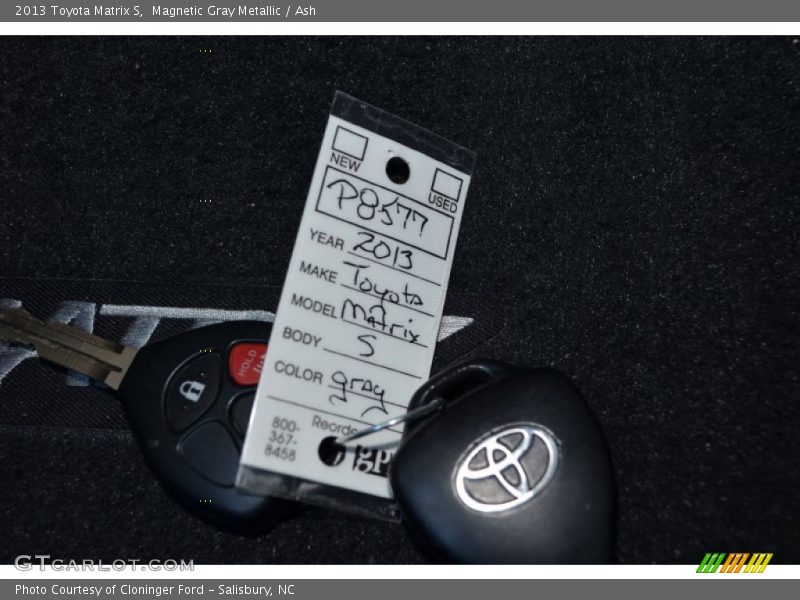 2013 Toyota Matrix S,  Magnetic Gray Metallic / Ash
NEW
USED
P8577
YEAR 2013
MAKE Toyota
MODEL Matrix
BODY S
COLOR gray
800-
367-
8458
HOLD
GTcarlot.com
Photo Courtesy of Cloninger Ford – Salisbury, NC